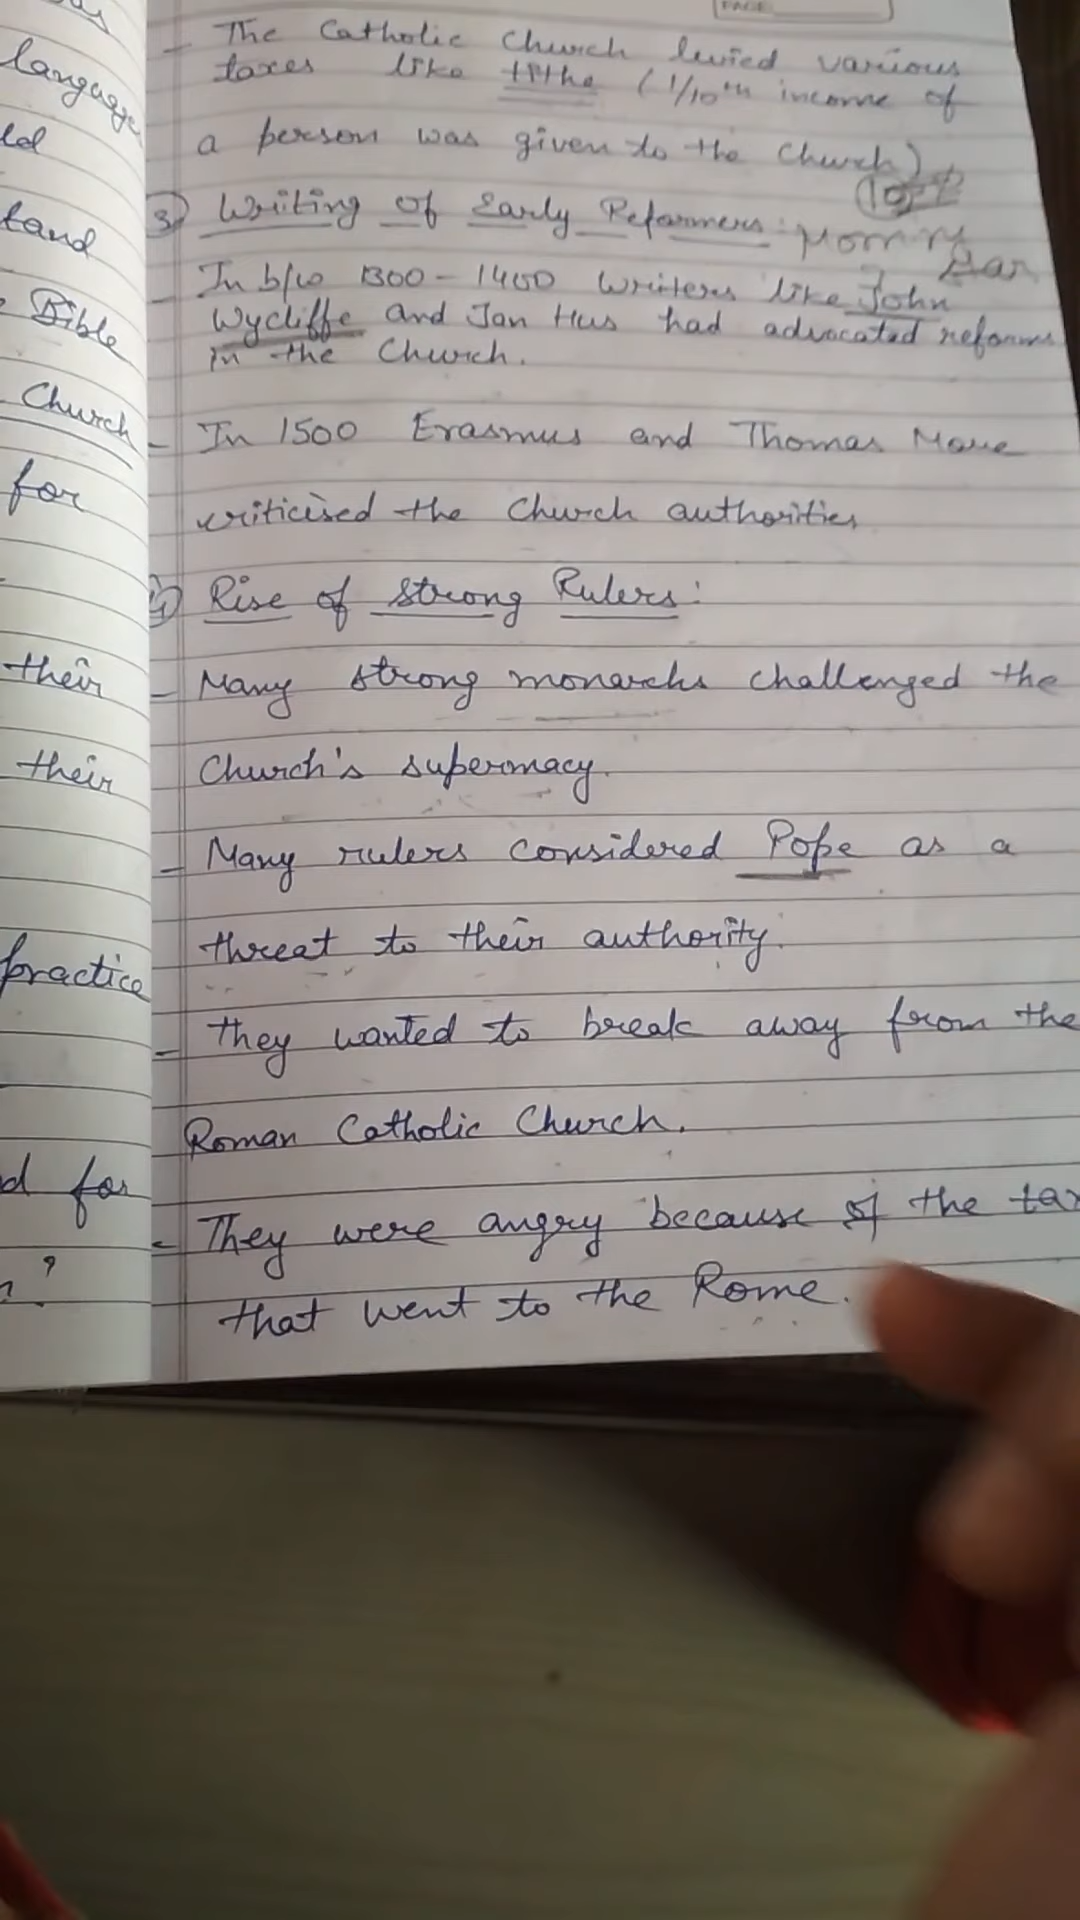 language
tand
Bible
Church
for
their
their
practice
d for
?
- The Catholic Church levied various
taxes like tithe (1/10th income of
a person was given to the Church)
3) Writing of Early Reformers:
- In b/w 1300 - 1400 writers like John
Wycliffe and Jan Hus had advocated reforms
in the Church.
- In 1500 Erasmus and Thomas More
criticised the Church authorities
4) Rise of strong Rulers:
- Many strong monarchs challenged the
Church's supermacy.
- Many rulers considered Pope as a
threat to their authority.
- they wanted to break away from the
Roman Catholic Church.
- They were angry because of the tax
that went to the Rome.